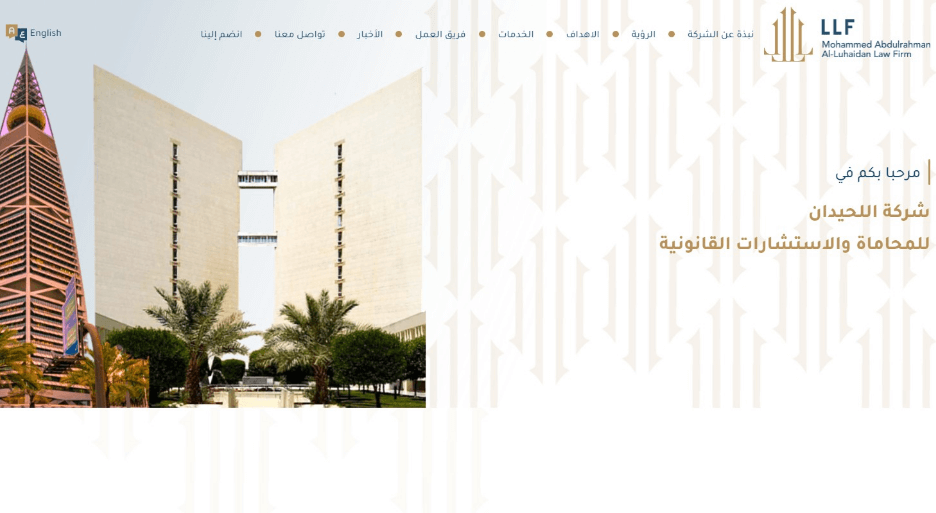 LLF
Mohammed Abdulrahman
Al-Luhaidan Law Firm
نبذة عن الشركة
الرؤية
الاهداف
الخدمات
فريق العمل
الأخبار
تواصل معنا
انضم إلينا
A ع English
مرحبا بكم في
شركة اللحيدان
للمحاماة والاستشارات القانونية